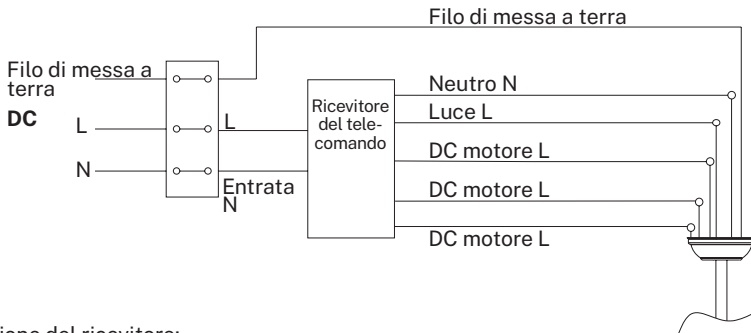 Filo di messa a terra
Filo di messa a
terra
DC
L
L
N
Entrata
N
Ricevitore
del tele-
comando
Neutro N
Luce L
DC motore L
DC motore L
DC motore L